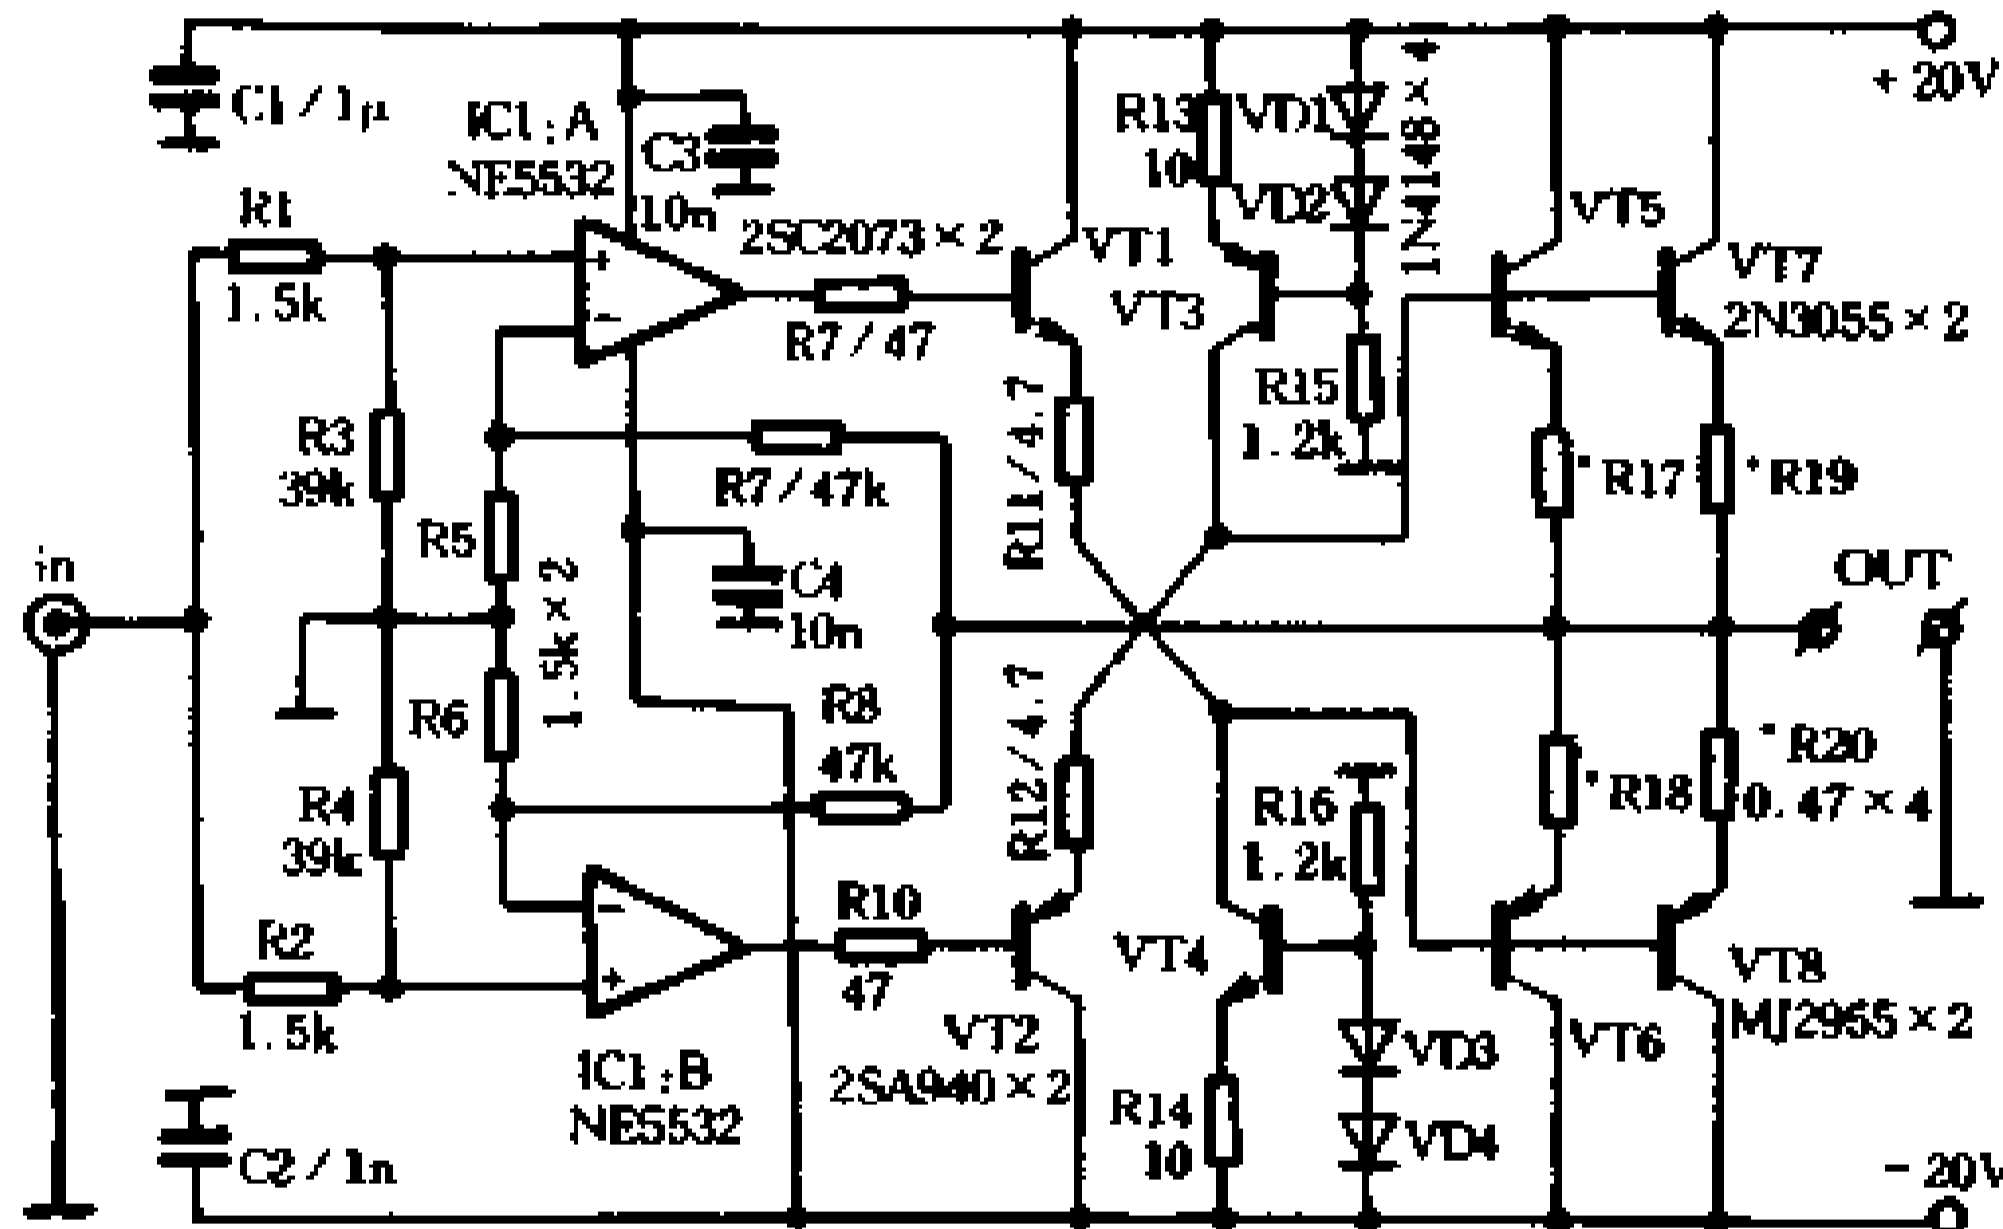 +20V
C1/1μ
IC1:A
NE5532
C3
10n
R13
10
VD1
VD2
1N4148×4
R1
1.5k
2SC2073×2
VT1
VT3
VT5
VT7
2N3055×2
R7/47
R15
1.2k
R3
39k
R7/47k
R11/4.7
*R17
*R19
in
R5
1.5k×2
C4
10n
OUT
R6
R8
47k
R12/4.7
R4
39k
R16
1.2k
*R18
*R20
0.47×4
R2
1.5k
R10
47
VT4
VT8
MJ2955×2
VT2
2SA940×2
VT6
IC1:B
NE5532
VD3
R14
10
VD4
C2/1n
-20V